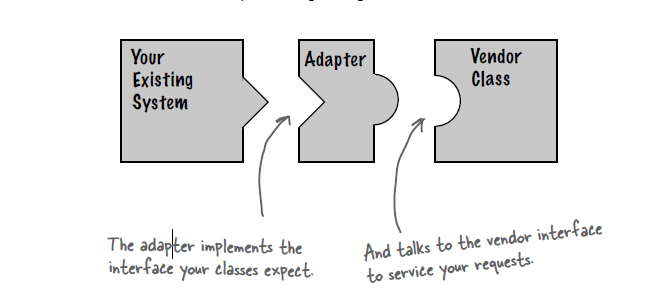 Your
Existing
System
Adapter
Vendor
Class
The adapter implements the
interface your classes expect.
And talks to the vendor interface
to service your requests.